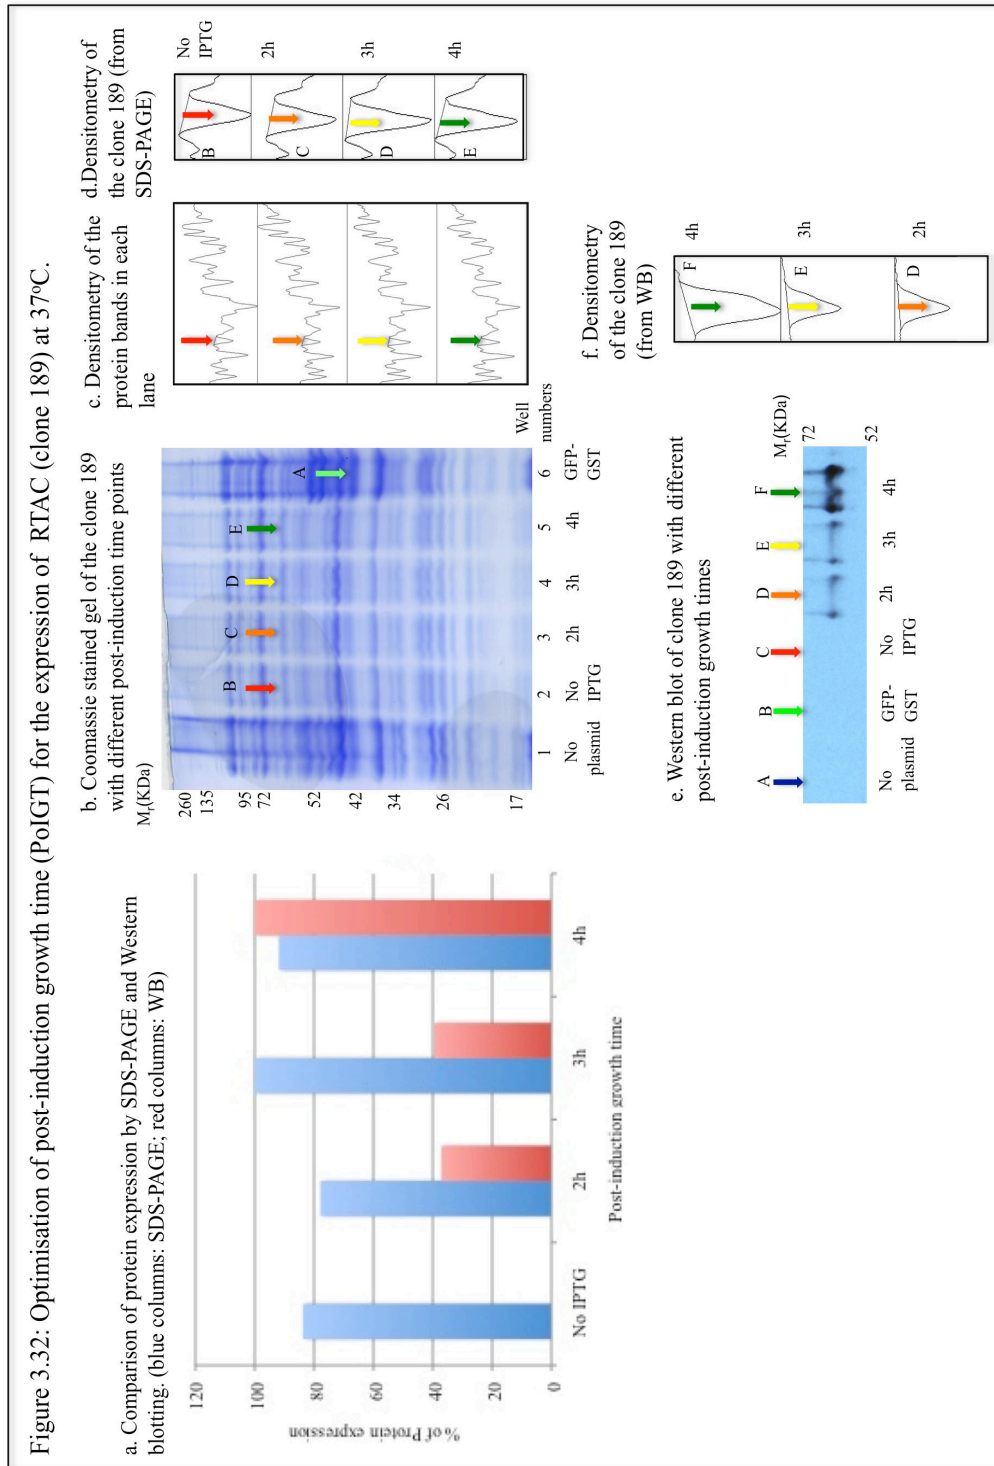 Figure 3.32: Optimisation of post-induction growth time (PoIGT) for the expression of RTAC (clone 189) at 37°C.
a. Comparison of protein expression by SDS-PAGE and Western
blotting. (blue columns: SDS-PAGE; red columns: WB)
% of Protein expression
120
100
80
60
40
20
0
No IPTG
2h
3h
4h
Post-induction growth time
b. Coomassie stained gel of the clone 189
with different post-induction time points
Mr(KDa)
260
135
95
72
52
42
34
26
17
B
C
D
E
A
1
2
3
4
5
6
Well
numbers
No
plasmid
No
IPTG
2h
3h
4h
GFP-
GST
c. Densitometry of the
protein bands in each
lane
d.Densitometry of
the clone 189 (from
SDS-PAGE)
B
No
IPTG
C
2h
D
3h
E
4h
e. Western blot of clone 189 with different
post-induction growth times
A
B
C
D
E
F
Mr(KDa)
72
52
No
plasmid
GFP-
GST
No
IPTG
2h
3h
4h
f. Densitometry
of the clone 189
(from WB)
F
4h
E
3h
D
2h